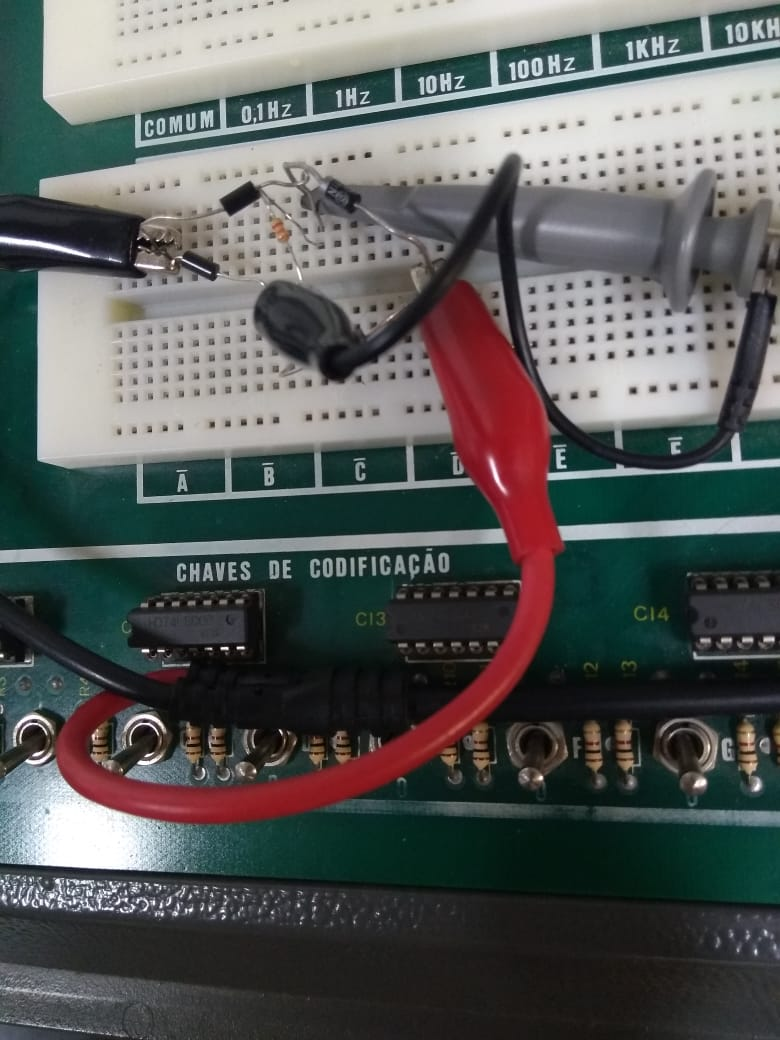 COMUM 0,1Hz 1Hz 10Hz 100Hz 1KHz 10KH
A B C D E F
CHAVES DE CODIFICAÇÃO
CI3 CI4
F G